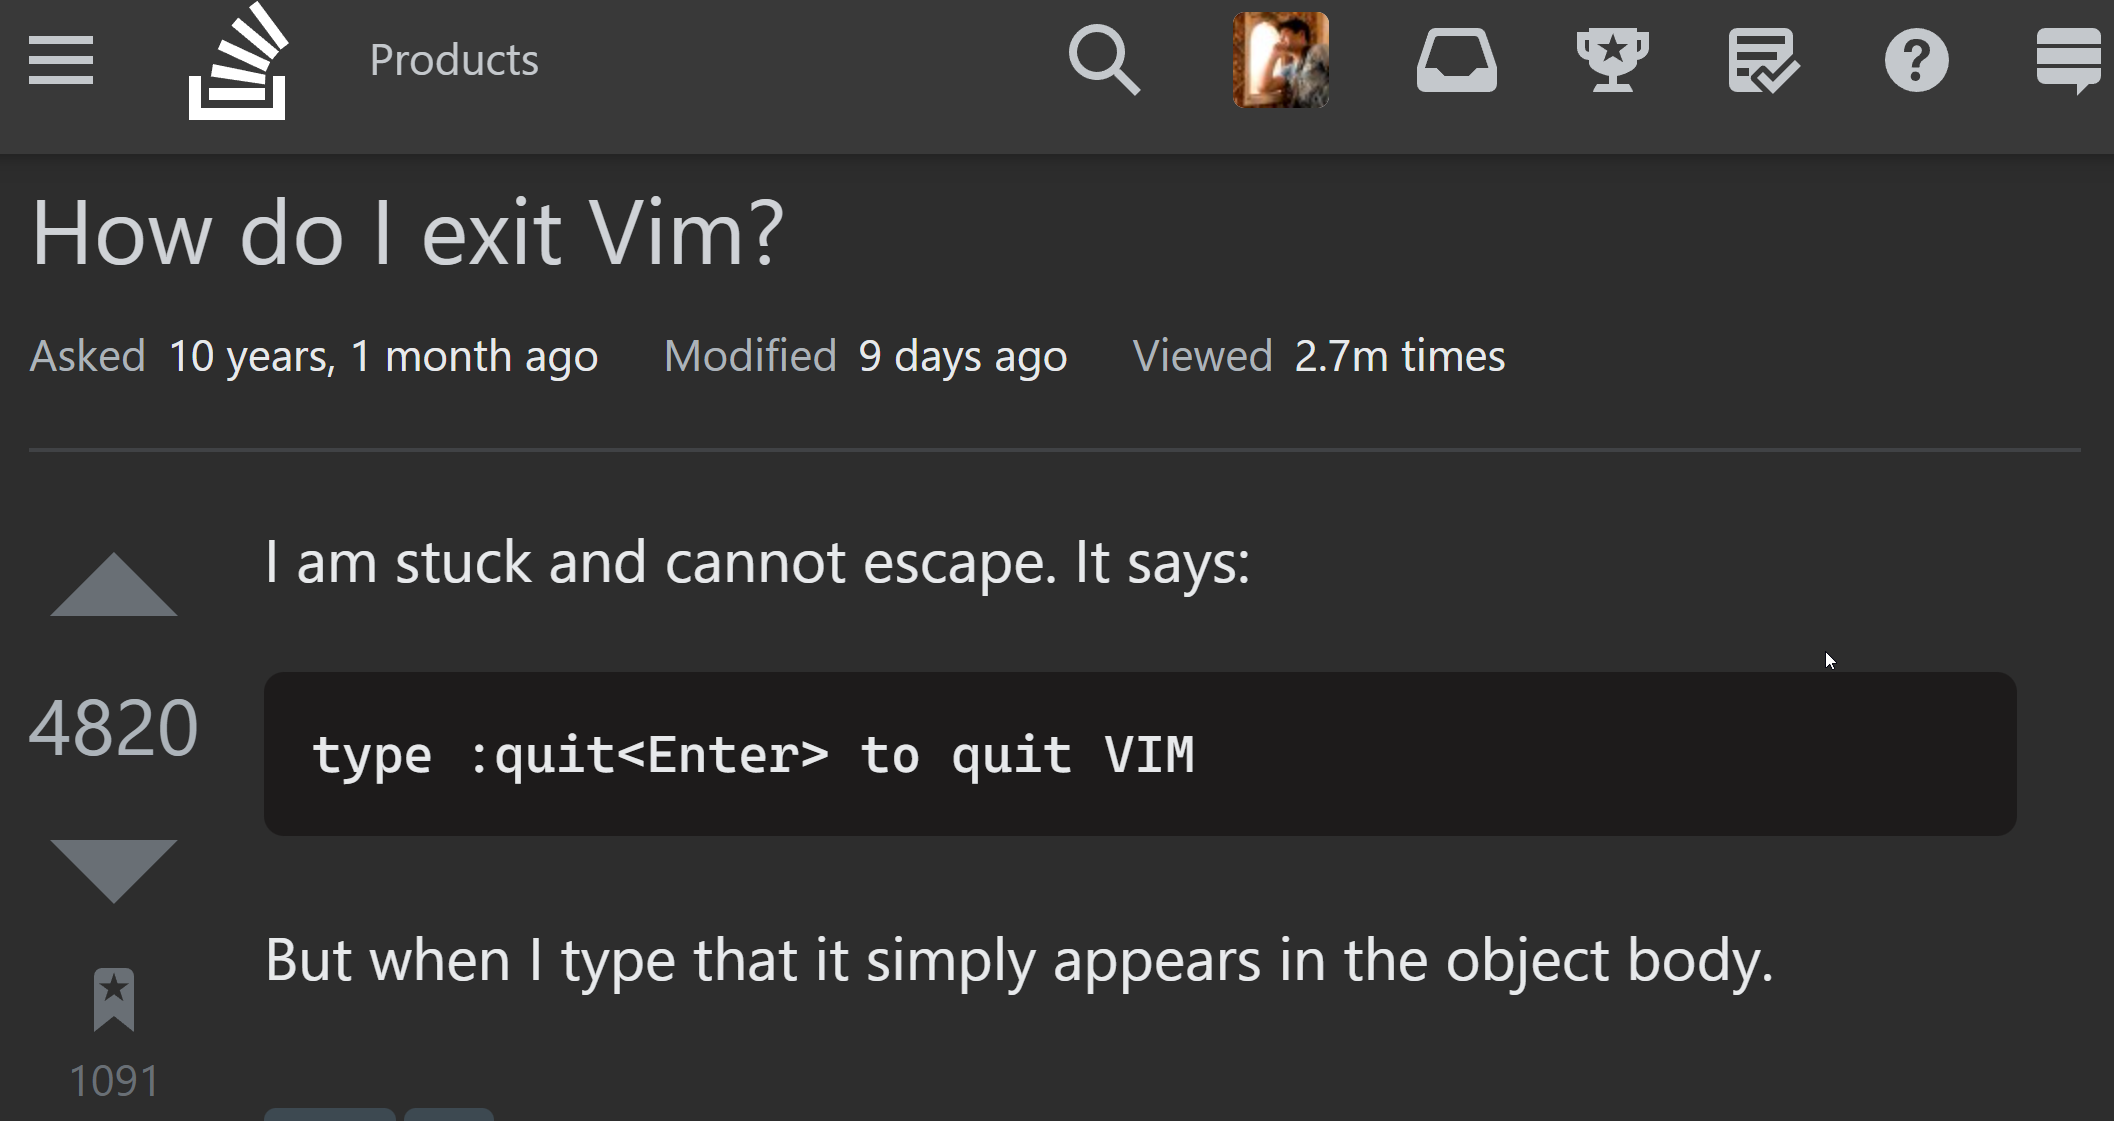 Products
How do I exit Vim?
Asked 10 years, 1 month ago Modified 9 days ago Viewed 2.7m times
I am stuck and cannot escape. It says:
4820
type :quit<Enter> to quit VIM
But when I type that it simply appears in the object body.
1091